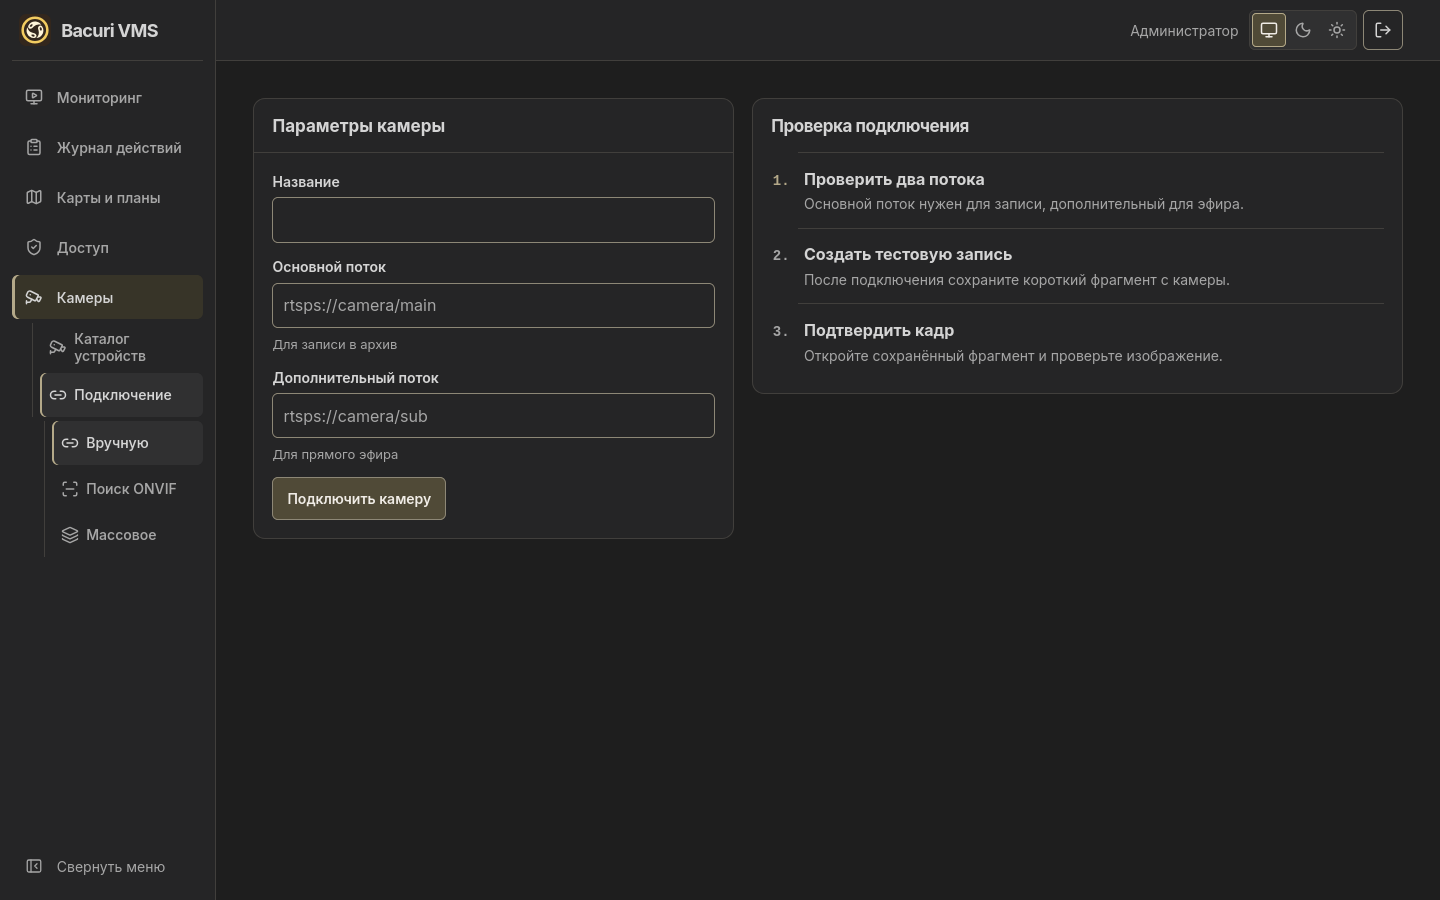 Bacuri VMS
Мониторинг
Журнал действий
Карты и планы
Доступ
Камеры
Каталог
устройств
Подключение
Вручную
Поиск ONVIF
Массовое
Свернуть меню
Администратор
Параметры камеры
Название
Основной поток
rtsps://camera/main
Для записи в архив
Дополнительный поток
rtsps://camera/sub
Для прямого эфира
Подключить камеру
Проверка подключения
1. Проверить два потока
Основной поток нужен для записи, дополнительный для эфира.
2. Создать тестовую запись
После подключения сохраните короткий фрагмент с камеры.
3. Подтвердить кадр
Откройте сохранённый фрагмент и проверьте изображение.